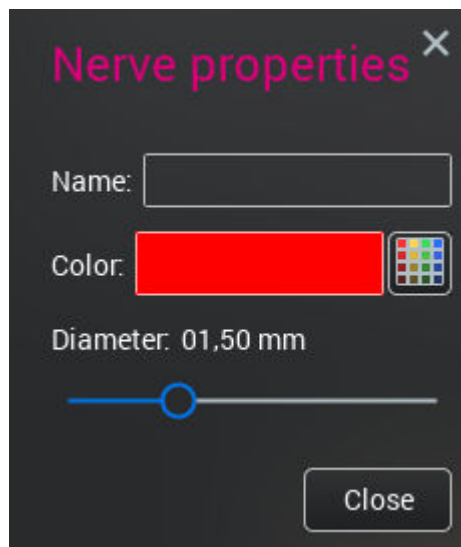 Nerve properties
Name:
Color:
Diameter: 01,50 mm
Close